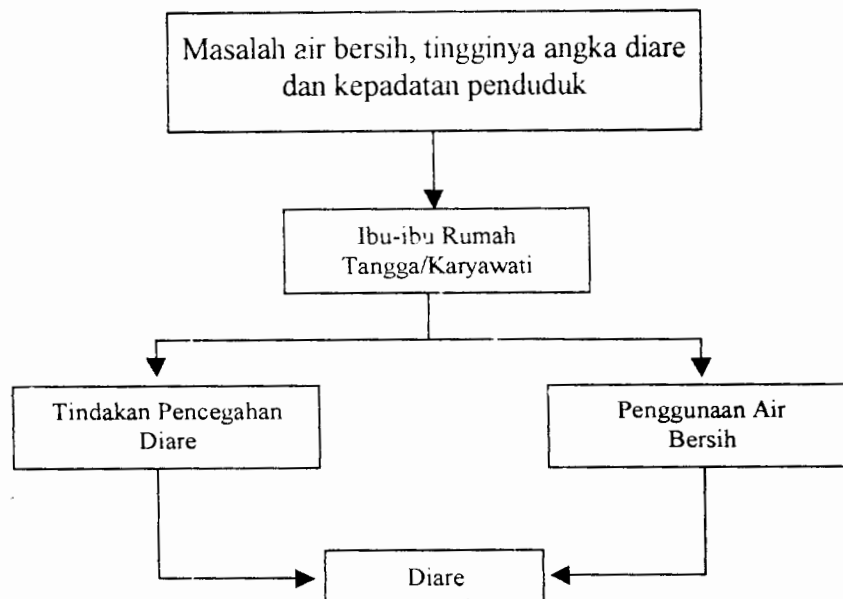 Masalah air bersih, tingginya angka diare
dan kepadatan penduduk
Ibu-ibu Rumah
Tangga/Karyawati
Tindakan Pencegahan
Diare
Penggunaan Air
Bersih
Diare